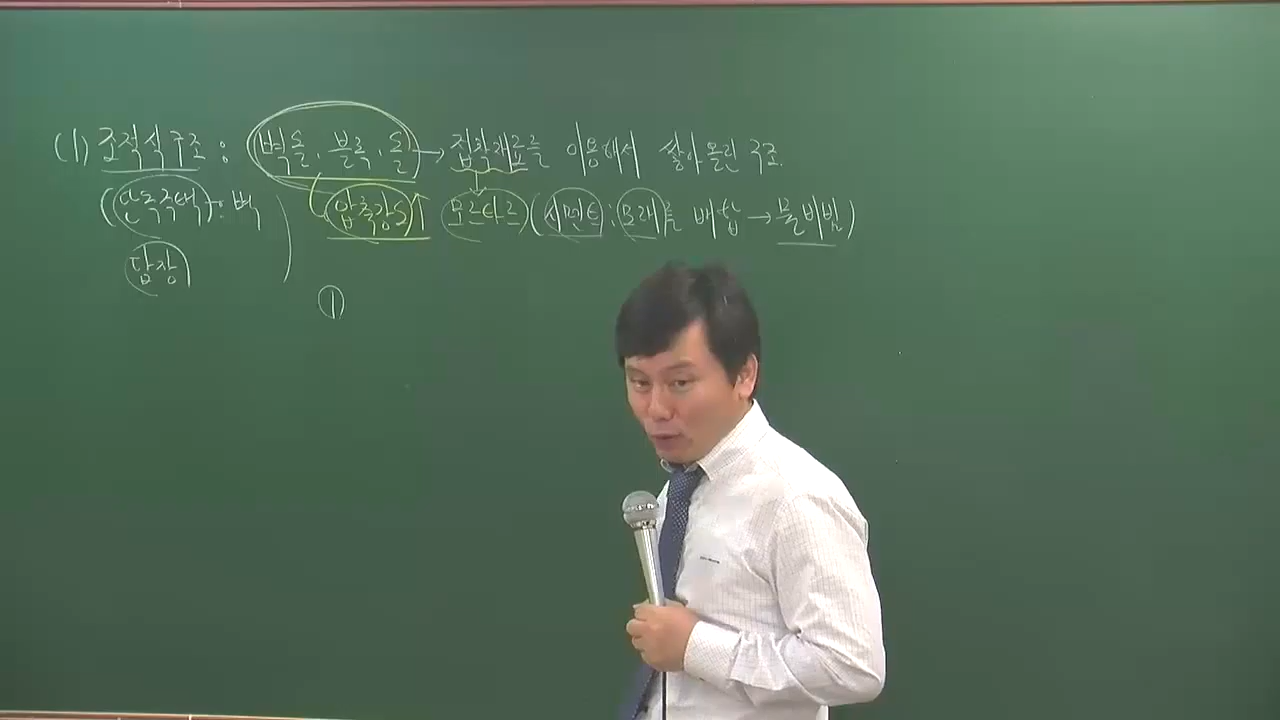 (1) 조적식구조 : 벽돌, 블록, 돌 → 접착재료를 이용해서 쌓아올린 구조.
(단독주택 : 벽 압축강도↑ 모르타르 (시멘트 : 모래를 배합 → 물비빔)
담장
①